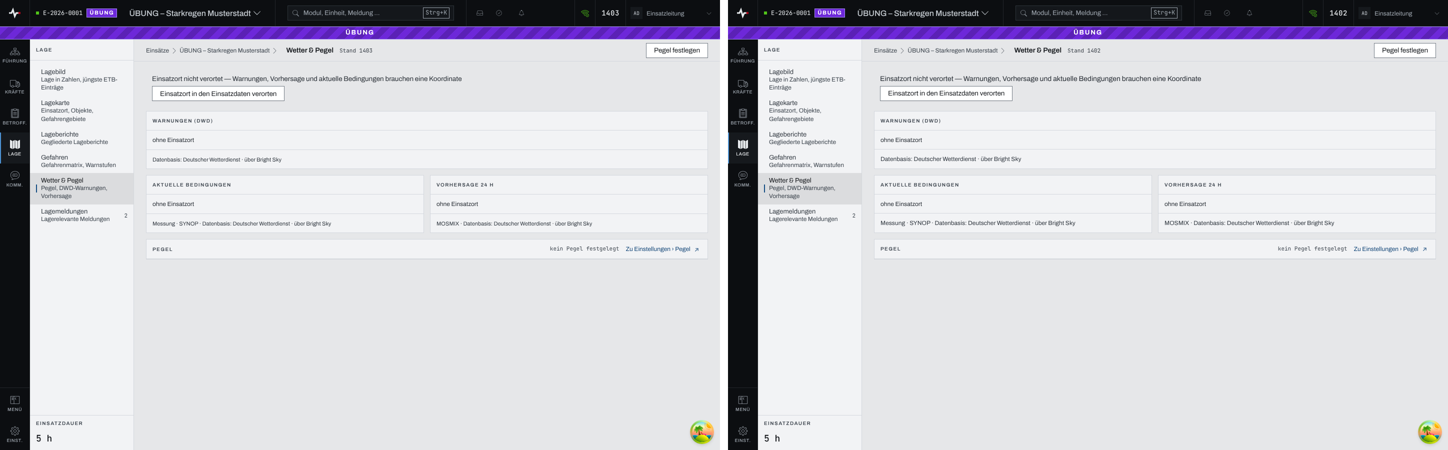 E-2026-0001 ÜBUNG ÜBUNG – Starkregen Musterstadt Modul, Einheit, Meldung ... Strg+K 1403 AD Einsatzleitung
ÜBUNG
FÜHRUNG
KRÄFTE
BETROFF.
LAGE
KOMM.
MENÜ
EINST.
LAGE
Lagebild
Lage in Zahlen, jüngste ETB-
Einträge
Lagekarte
Einsatzort, Objekte,
Gefahrengebiete
Lageberichte
Gegliederte Lageberichte
Gefahren
Gefahrenmatrix, Warnstufen
Wetter & Pegel
Pegel, DWD-Warnungen,
Vorhersage
Lagemeldungen 2
Lagerelevante Meldungen
EINSATZDAUER
5 h
Einsätze ÜBUNG – Starkregen Musterstadt Wetter & Pegel Stand 1403 Pegel festlegen
Einsatzort nicht verortet — Warnungen, Vorhersage und aktuelle Bedingungen brauchen eine Koordinate
Einsatzort in den Einsatzdaten verorten
WARNUNGEN (DWD)
ohne Einsatzort
Datenbasis: Deutscher Wetterdienst · über Bright Sky
AKTUELLE BEDINGUNGEN
ohne Einsatzort
Messung · SYNOP · Datenbasis: Deutscher Wetterdienst · über Bright Sky
VORHERSAGE 24 H
ohne Einsatzort
MOSMIX · Datenbasis: Deutscher Wetterdienst · über Bright Sky
PEGEL kein Pegel festgelegt Zu Einstellungen › Pegel ↗
E-2026-0001 ÜBUNG ÜBUNG – Starkregen Musterstadt Modul, Einheit, Meldung ... Strg+K 1402 AD Einsatzleitung
ÜBUNG
FÜHRUNG
KRÄFTE
BETROFF.
LAGE
KOMM.
MENÜ
EINST.
LAGE
Lagebild
Lage in Zahlen, jüngste ETB-
Einträge
Lagekarte
Einsatzort, Objekte,
Gefahrengebiete
Lageberichte
Gegliederte Lageberichte
Gefahren
Gefahrenmatrix, Warnstufen
Wetter & Pegel
Pegel, DWD-Warnungen,
Vorhersage
Lagemeldungen 2
Lagerelevante Meldungen
EINSATZDAUER
5 h
Einsätze ÜBUNG – Starkregen Musterstadt Wetter & Pegel Stand 1402 Pegel festlegen
Einsatzort nicht verortet — Warnungen, Vorhersage und aktuelle Bedingungen brauchen eine Koordinate
Einsatzort in den Einsatzdaten verorten
WARNUNGEN (DWD)
ohne Einsatzort
Datenbasis: Deutscher Wetterdienst · über Bright Sky
AKTUELLE BEDINGUNGEN
ohne Einsatzort
Messung · SYNOP · Datenbasis: Deutscher Wetterdienst · über Bright Sky
VORHERSAGE 24 H
ohne Einsatzort
MOSMIX · Datenbasis: Deutscher Wetterdienst · über Bright Sky
PEGEL kein Pegel festgelegt Zu Einstellungen › Pegel ↗